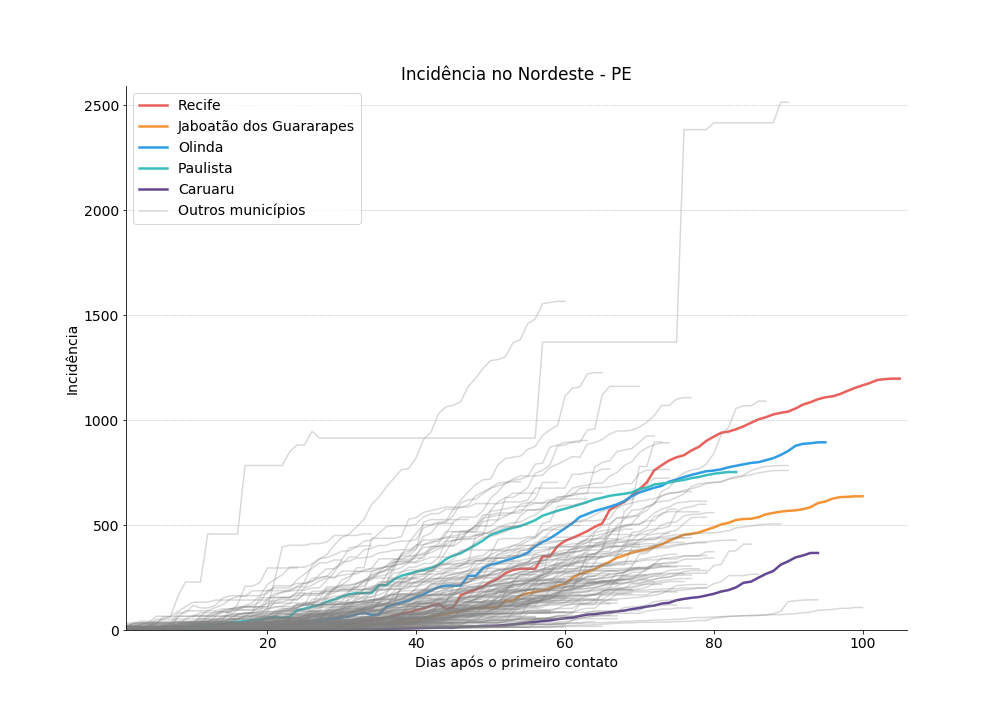 Incidência no Nordeste - PE
Recife
Jaboatão dos Guararapes
Olinda
Paulista
Caruaru
Outros municípios
2500
2000
1500
1000
500
0
Incidência
20
40
60
80
100
Dias após o primeiro contato